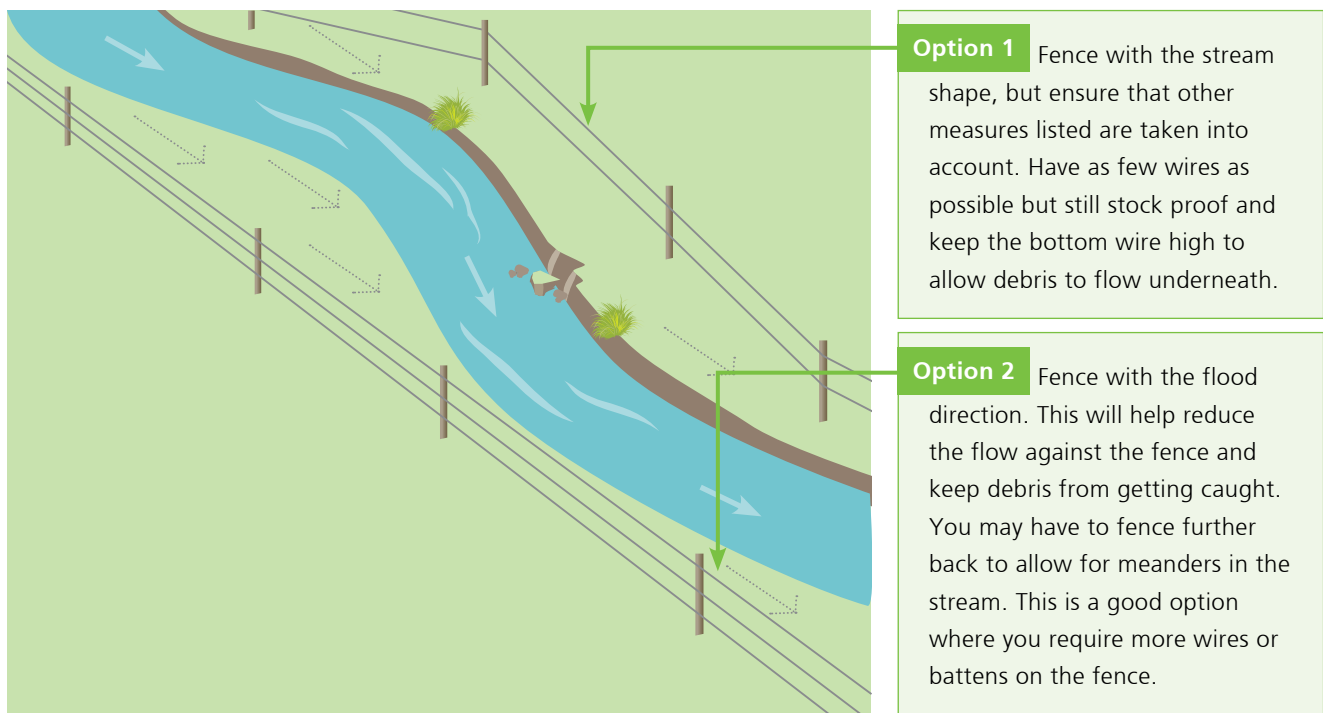 Option 1 Fence with the stream
shape, but ensure that other
measures listed are taken into
account. Have as few wires as
possible but still stock proof and
keep the bottom wire high to
allow debris to flow underneath.
Option 2 Fence with the flood
direction. This will help reduce
the flow against the fence and
keep debris from getting caught.
You may have to fence further
back to allow for meanders in the
stream. This is a good option
where you require more wires or
battens on the fence.